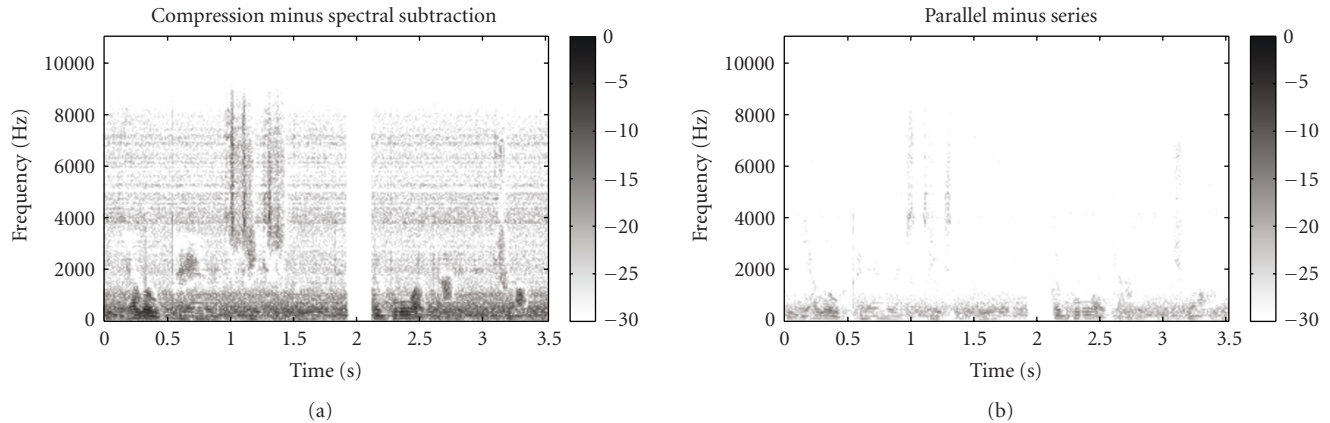 Compression minus spectral subtraction
Frequency (Hz)
10000
8000
6000
4000
2000
0
0 0.5 1 1.5 2 2.5 3 3.5
Time (s)
0
−5
−10
−15
−20
−25
−30
(a)
Parallel minus series
Frequency (Hz)
10000
8000
6000
4000
2000
0
0 0.5 1 1.5 2 2.5 3 3.5
Time (s)
0
−5
−10
−15
−20
−25
−30
(b)